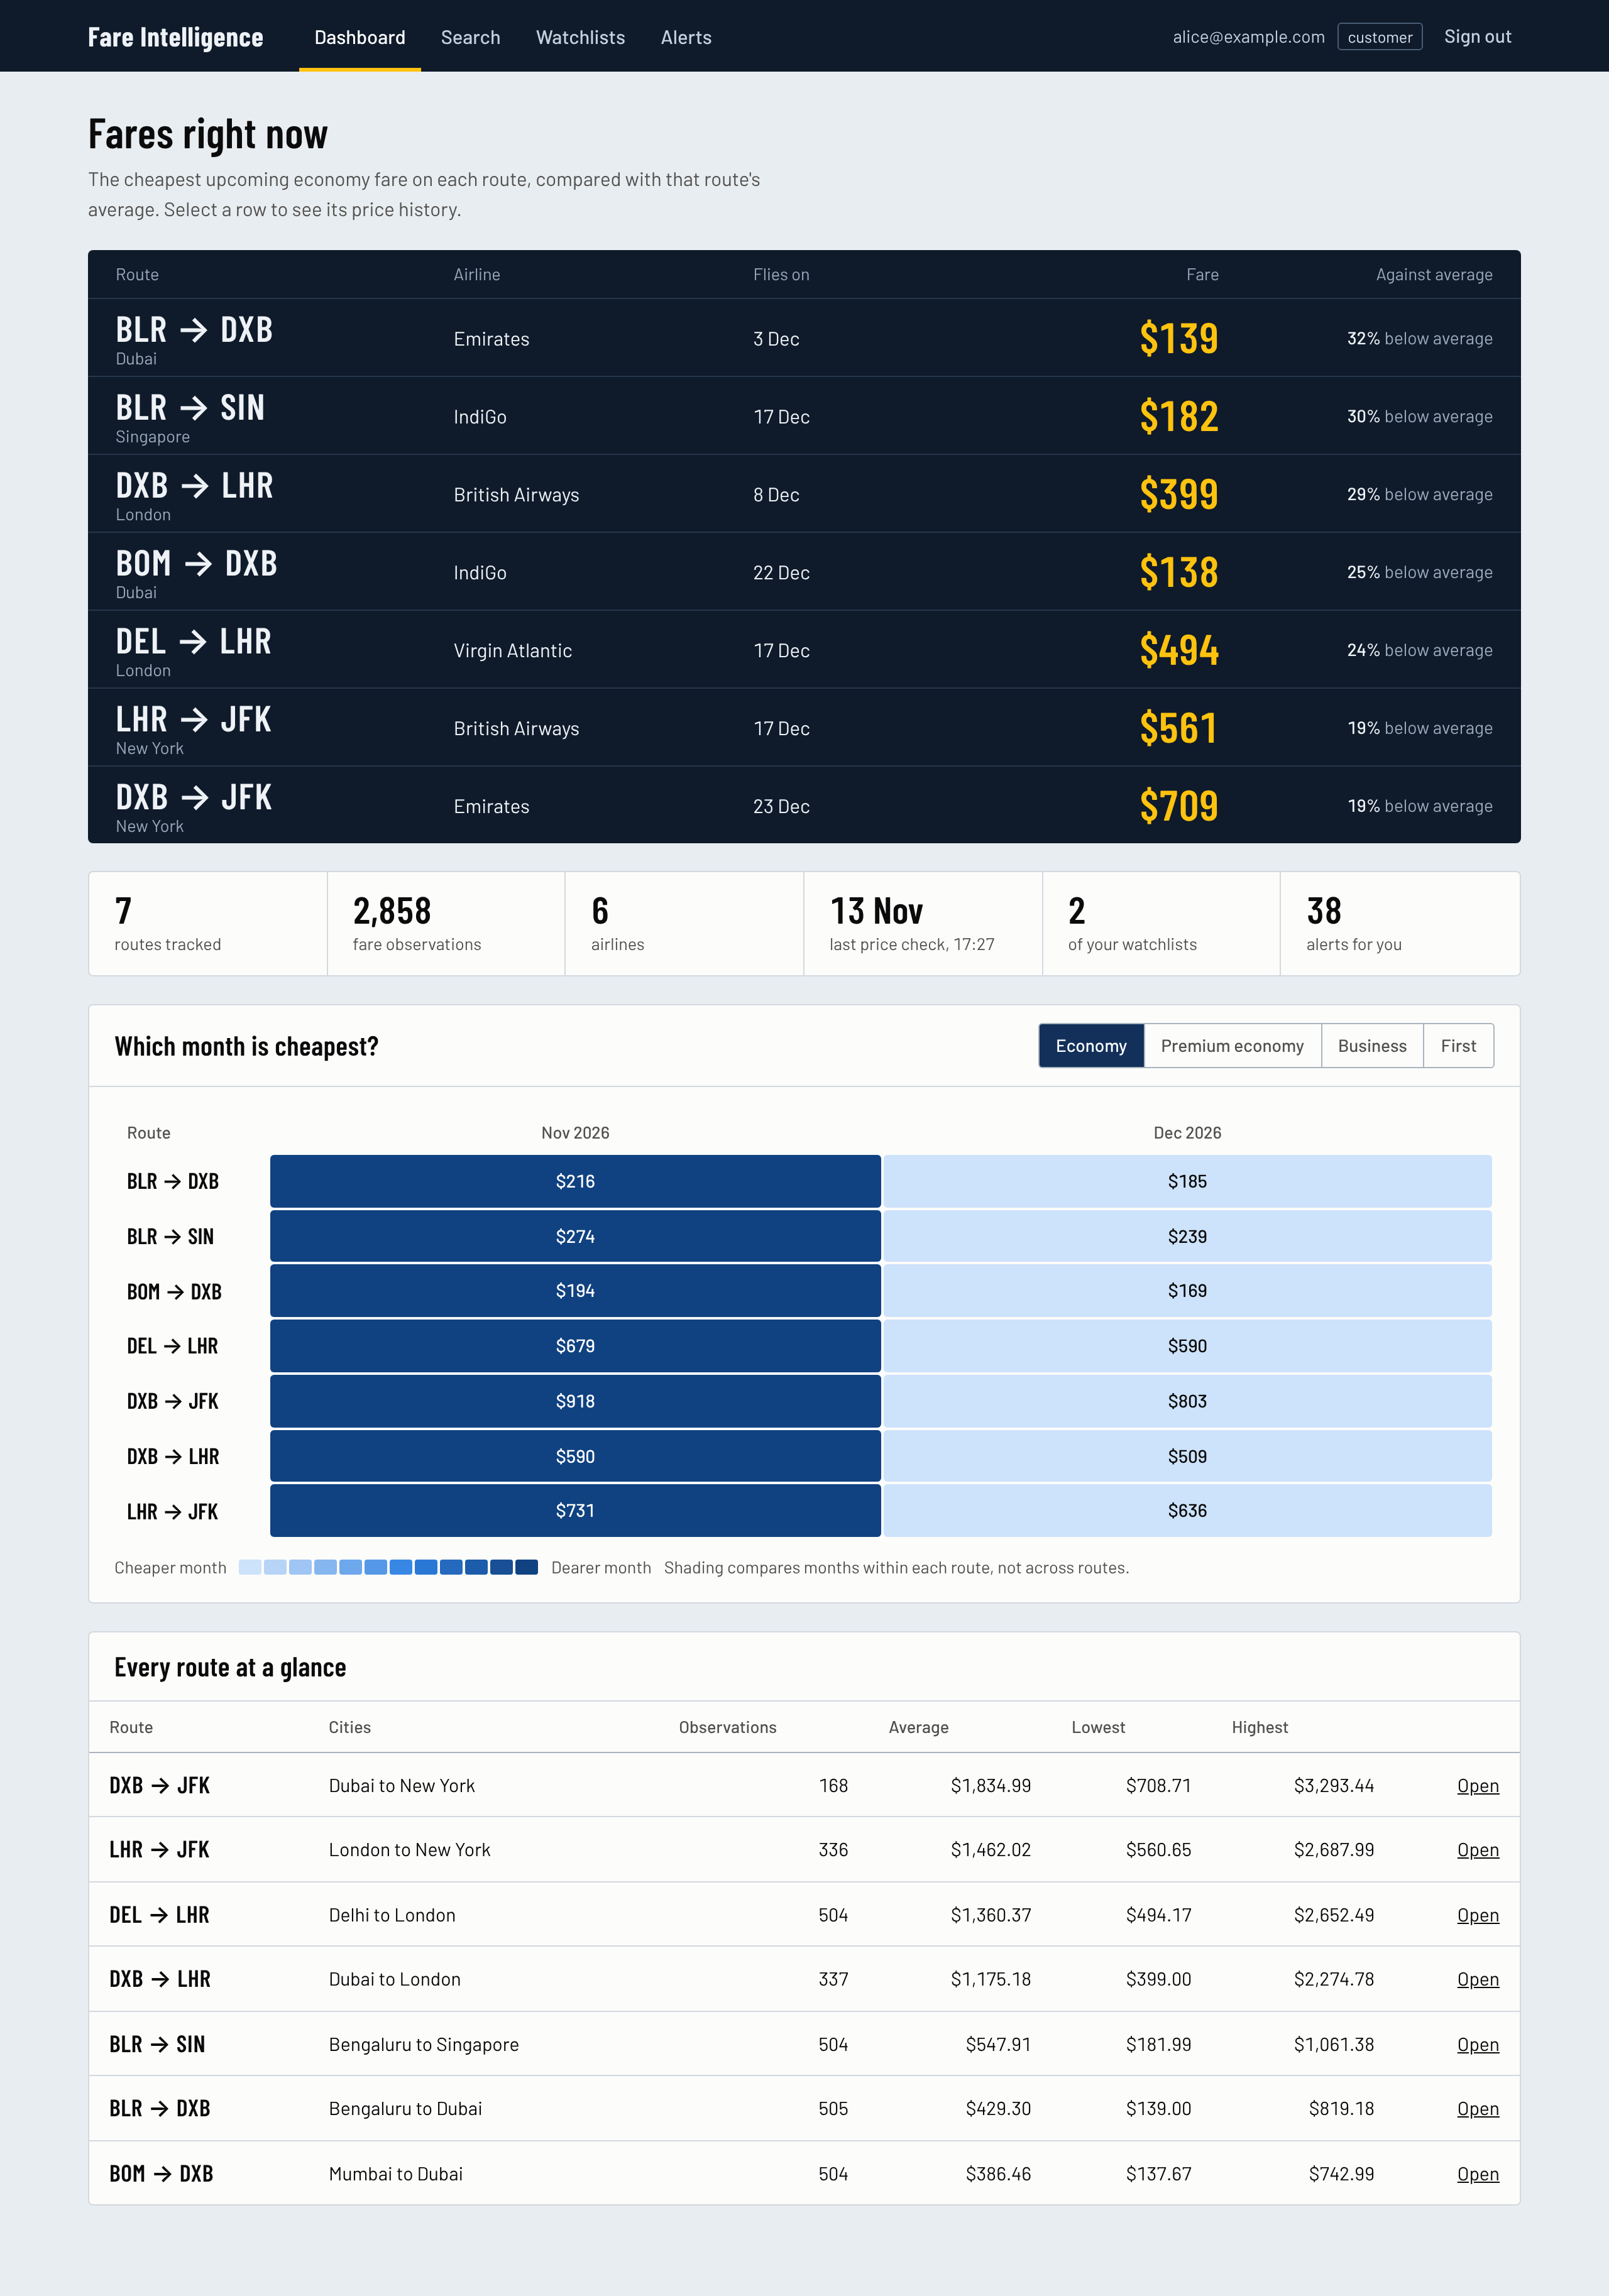 Fare Intelligence Dashboard Search Watchlists Alerts alice@example.com customer Sign out
Fares right now
The cheapest upcoming economy fare on each route, compared with that route's
average. Select a row to see its price history.
Route Airline Flies on Fare Against average
BLR → DXB
Dubai
Emirates 3 Dec $139 32% below average
BLR → SIN
Singapore
IndiGo 17 Dec $182 30% below average
DXB → LHR
London
British Airways 8 Dec $399 29% below average
BOM → DXB
Dubai
IndiGo 22 Dec $138 25% below average
DEL → LHR
London
Virgin Atlantic 17 Dec $494 24% below average
LHR → JFK
New York
British Airways 17 Dec $561 19% below average
DXB → JFK
New York
Emirates 23 Dec $709 19% below average
7 2,858 6 13 Nov 2 38
routes tracked fare observations airlines last price check, 17:27 of your watchlists alerts for you
Which month is cheapest? Economy Premium economy Business First
Route Nov 2026 Dec 2026
BLR → DXB $216 $185
BLR → SIN $274 $239
BOM → DXB $194 $169
DEL → LHR $679 $590
DXB → JFK $918 $803
DXB → LHR $590 $509
LHR → JFK $731 $636
Cheaper month Dearer month Shading compares months within each route, not across routes.
Every route at a glance
Route Cities Observations Average Lowest Highest
DXB → JFK Dubai to New York 168 $1,834.99 $708.71 $3,293.44 Open
LHR → JFK London to New York 336 $1,462.02 $560.65 $2,687.99 Open
DEL → LHR Delhi to London 504 $1,360.37 $494.17 $2,652.49 Open
DXB → LHR Dubai to London 337 $1,175.18 $399.00 $2,274.78 Open
BLR → SIN Bengaluru to Singapore 504 $547.91 $181.99 $1,061.38 Open
BLR → DXB Bengaluru to Dubai 505 $429.30 $139.00 $819.18 Open
BOM → DXB Mumbai to Dubai 504 $386.46 $137.67 $742.99 Open